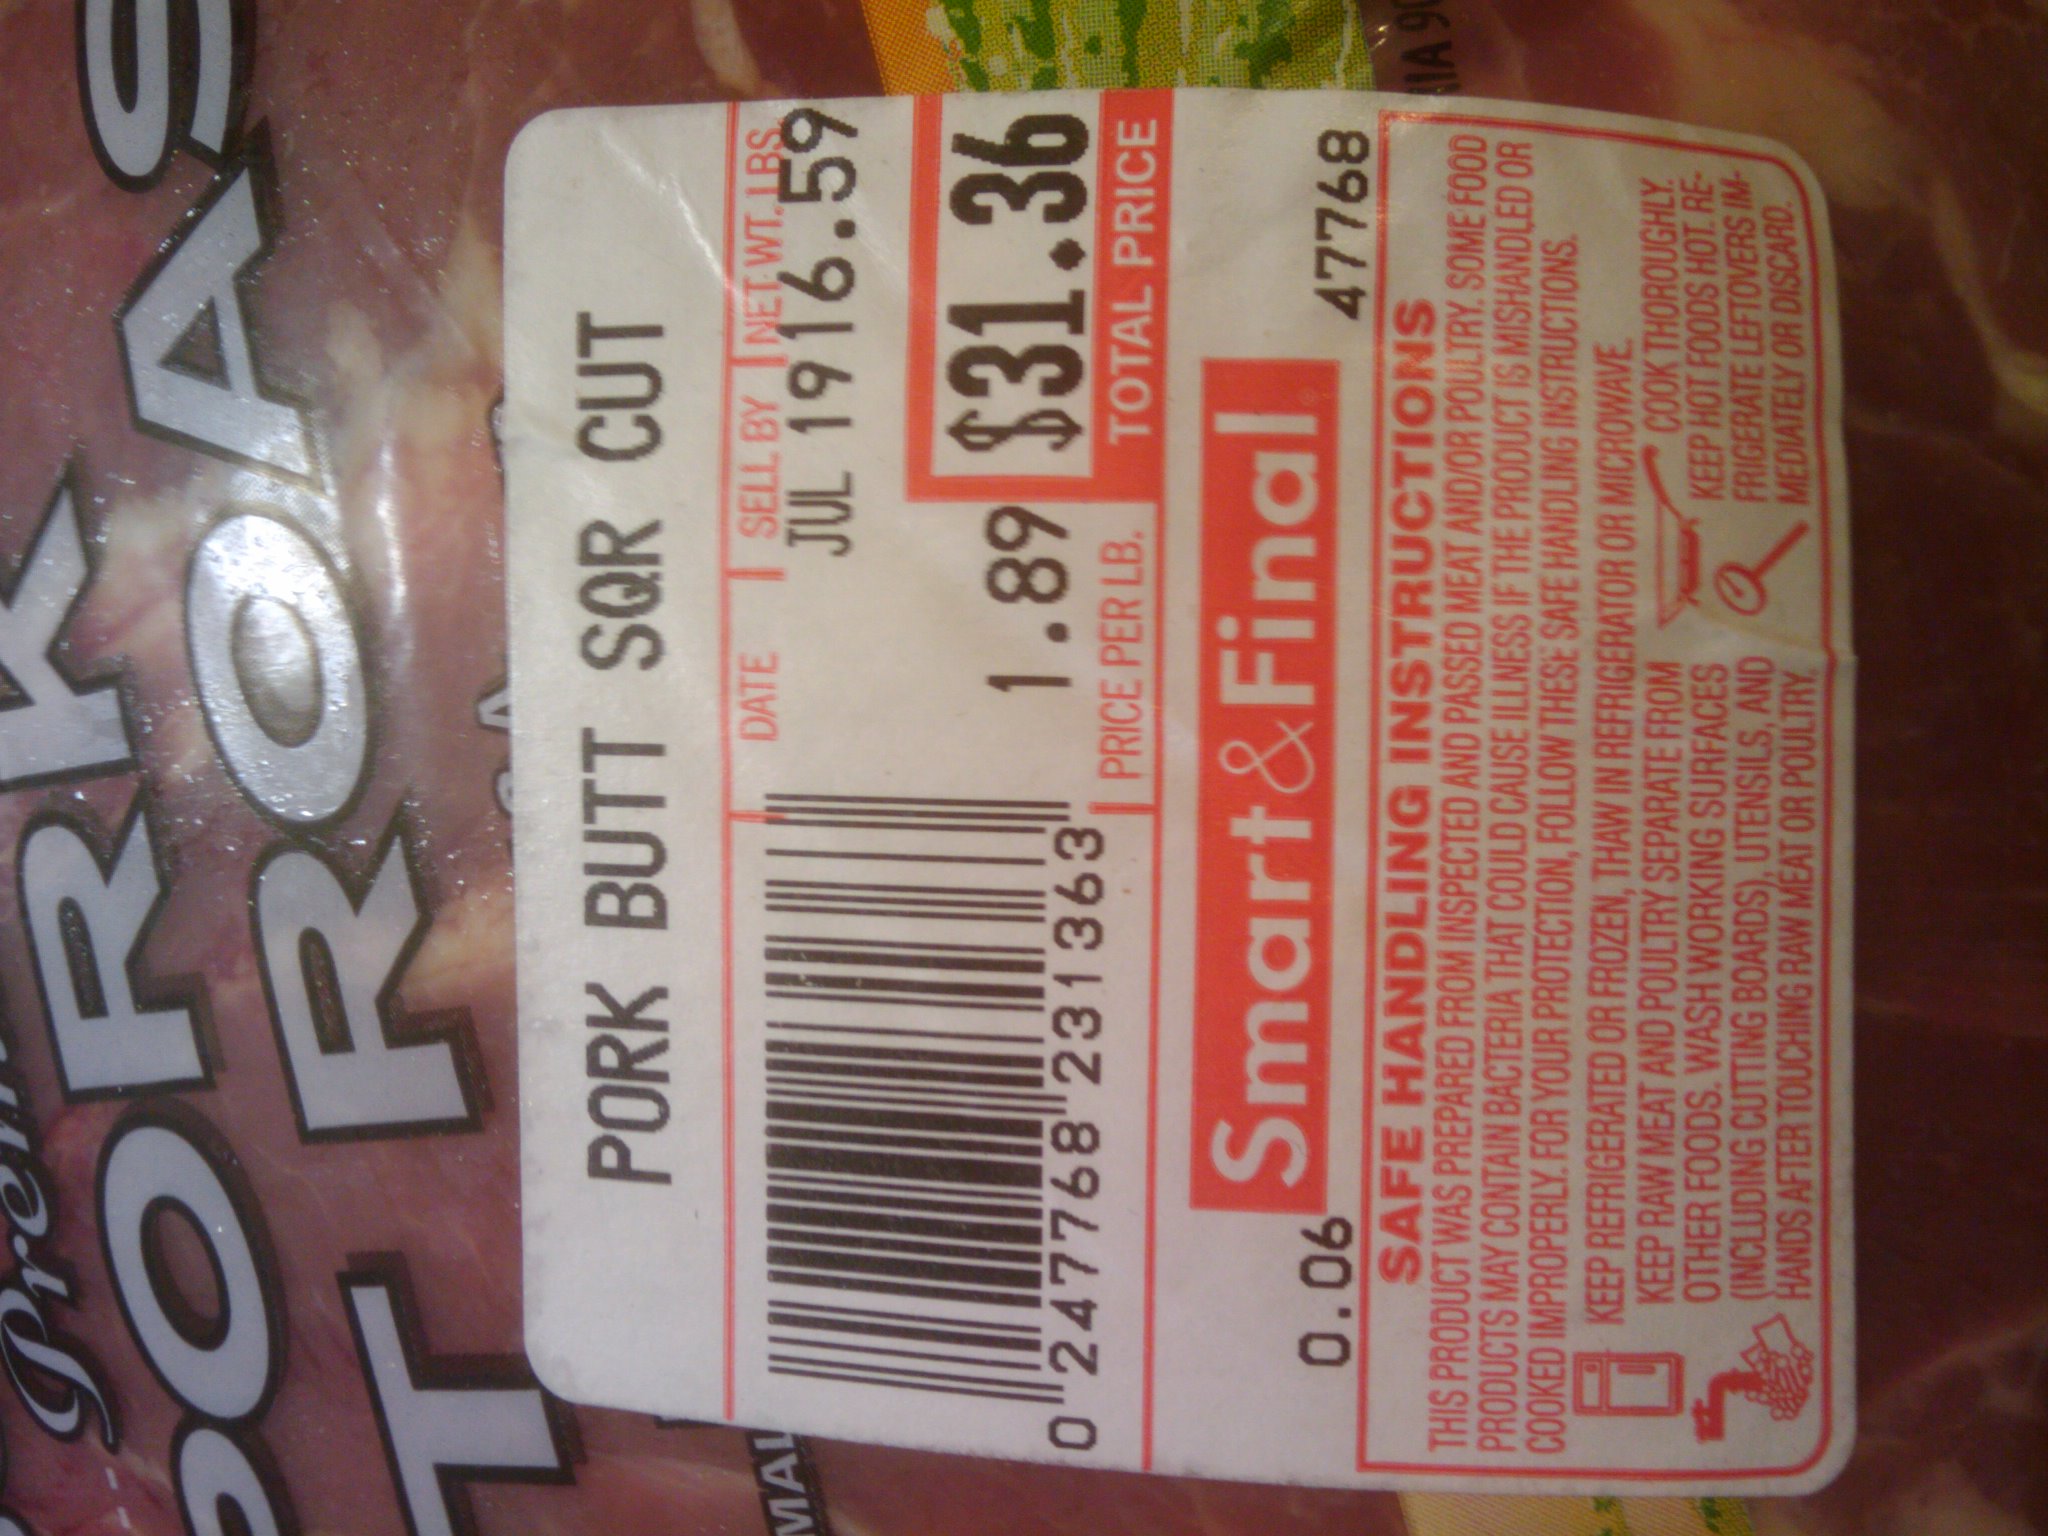 PORK
ROAS
PORK BUTT SQR CUT
DATE SELL BY NET WT. LBS.
JUL 19 16.59
1.89 $31.36
PRICE PER LB. TOTAL PRICE
0 247768 231363
Smart&Final
0.06 47768
SAFE HANDLING INSTRUCTIONS
THIS PRODUCT WAS PREPARED FROM INSPECTED AND PASSED MEAT AND/OR POULTRY. SOME FOOD
PRODUCTS MAY CONTAIN BACTERIA THAT COULD CAUSE ILLNESS IF THE PRODUCT IS MISHANDLED OR
COOKED IMPROPERLY. FOR YOUR PROTECTION, FOLLOW THESE SAFE HANDLING INSTRUCTIONS.
KEEP REFRIGERATED OR FROZEN, THAW IN REFRIGERATOR OR MICROWAVE.
KEEP RAW MEAT AND POULTRY SEPARATE FROM
OTHER FOODS. WASH WORKING SURFACES
(INCLUDING CUTTING BOARDS), UTENSILS, AND
HANDS AFTER TOUCHING RAW MEAT OR POULTRY.
COOK THOROUGHLY.
KEEP HOT FOODS HOT. RE-
FRIGERATE LEFTOVERS IM-
MEDIATELY OR DISCARD.